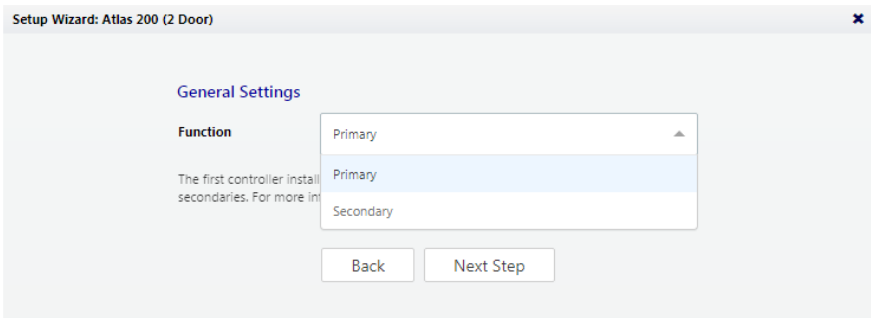 Setup Wizard: Atlas 200 (2 Door)
General Settings
Function
Primary
The first controller install
Primary
secondaries. For more
Secondary
Back
Next Step